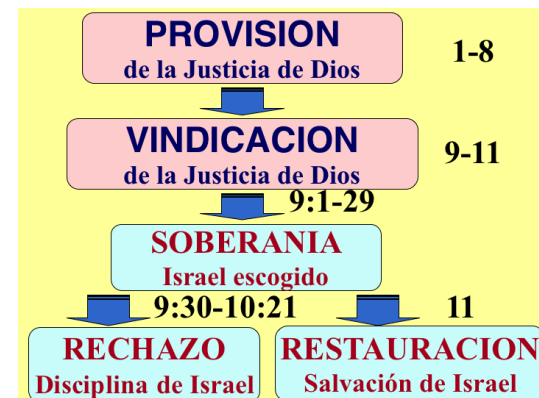 PROVISION
de la Justicia de Dios
1-8
VINDICACION
de la Justicia de Dios
9-11
9:1-29
SOBERANIA
Israel escogido
9:30-10:21
11
RECHAZO
Disciplina de Israel
RESTAURACION
Salvación de Israel